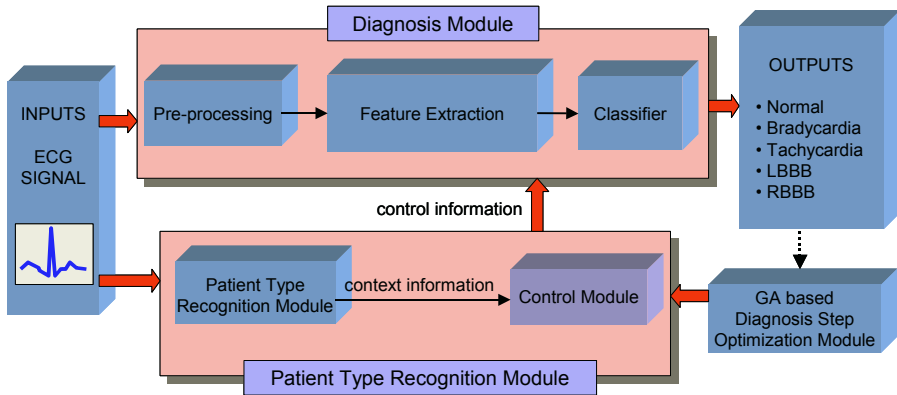 Diagnosis Module
INPUTS
ECG
SIGNAL
Pre-processing
Feature Extraction
Classifier
OUTPUTS
• Normal
• Bradycardia
• Tachycardia
• LBBB
• RBBB
control information
Patient Type
Recognition Module
context information
Control Module
GA based
Diagnosis Step
Optimization Module
Patient Type Recognition Module